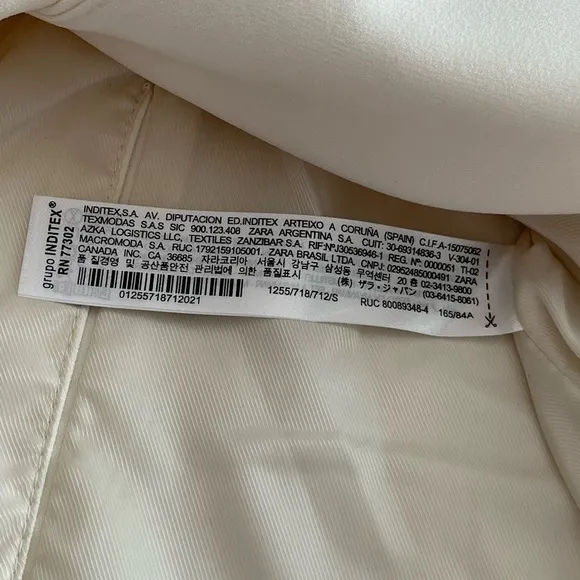 grupo INDITEX®
RN 77302
INDITEX,S.A. AV. DIPUTACION ED.INDITEX ARTEIXO A CORUÑA (SPAIN) C.I.F.A-15075062
TEXMODAS S.A.S SIC 900.123.408 ZARA ARGENTINA S.A. CUIT: 30-69314836-3 V-304-01
AZKA LOGISTICS LLC, TEXTILES ZANZIBAR S.A. RIF:NºJ30536948-1 REG. Nº 0000051 TI-02
MACROMODA S.A. RUC 1792159105001. ZARA BRASIL LTDA. CNPJ: 02952485000491 ZARA
CANADA INC. CA 36685 자라코리아 서울시 강남구 삼성동 무역센터 20 층 02-3413-9800
품 질경영 및 공산품안전 관리법에 의한 품질표시 (株) ザラ・ジャパン (03-6415-8061)
01255718712021 1255/718/712/S RUC 80089348-4 165/84A